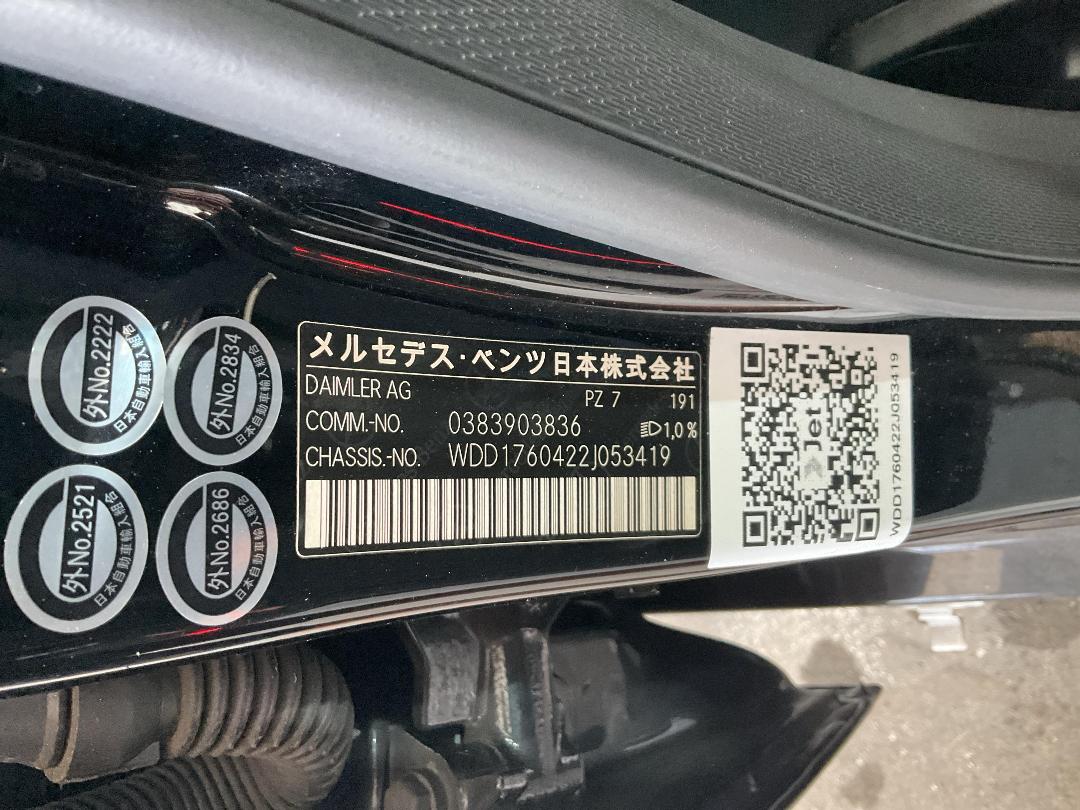 外No.2222
日本自動車輸入組合
外No.2834
日本自動車輸入組合
外No.2521
日本自動車輸入組合
外No.2686
日本自動車輸入組合
メルセデス・ベンツ日本株式会社
DAIMLER AG PZ 7 191
COMM.-NO. 0383903836 1,0%
CHASSIS.-NO. WDD1760422J053419
Jet
WDD1760422J053419